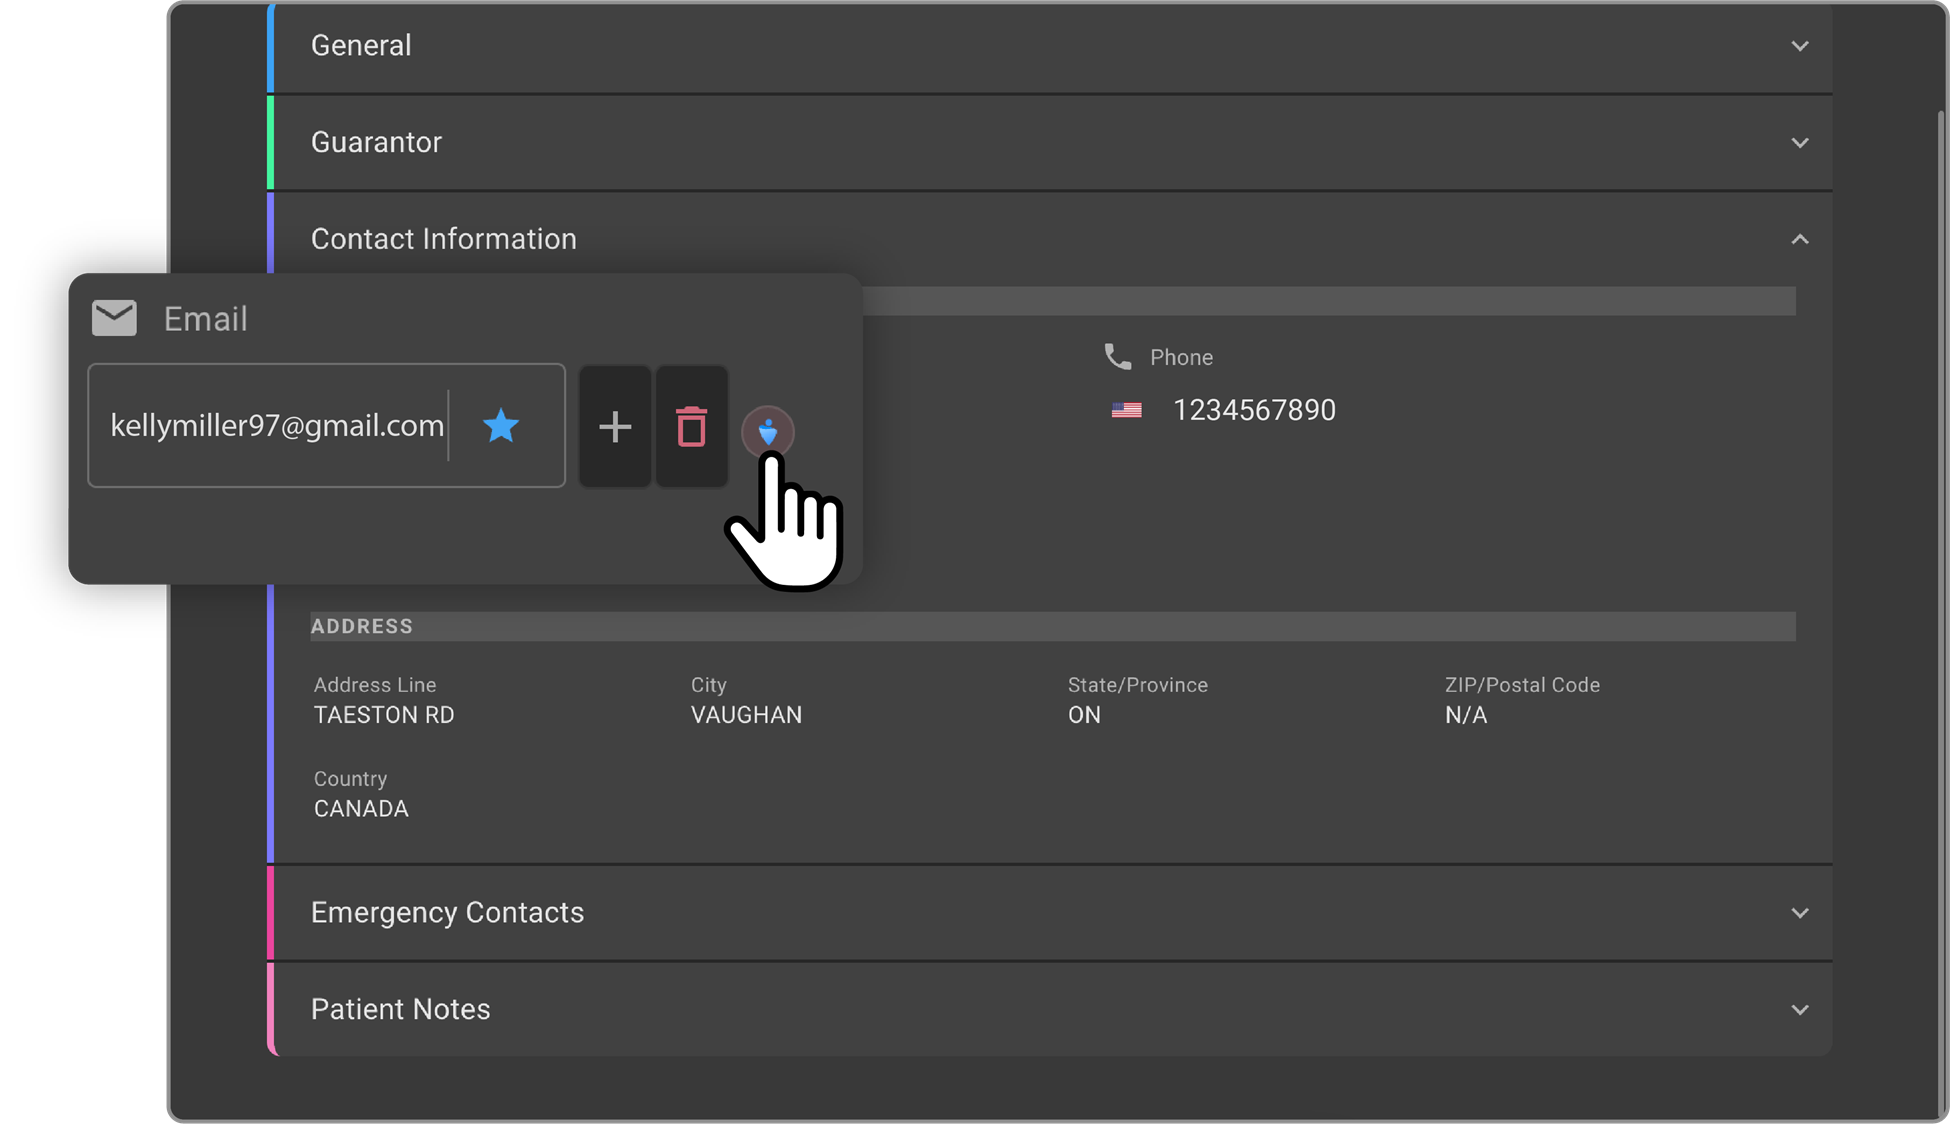 General
Guarantor
Contact Information
Email
kellymiller97@gmail.com
Phone
1234567890
ADDRESS
Address Line
TAESTON RD
City
VAUGHAN
State/Province
ON
ZIP/Postal Code
N/A
Country
CANADA
Emergency Contacts
Patient Notes